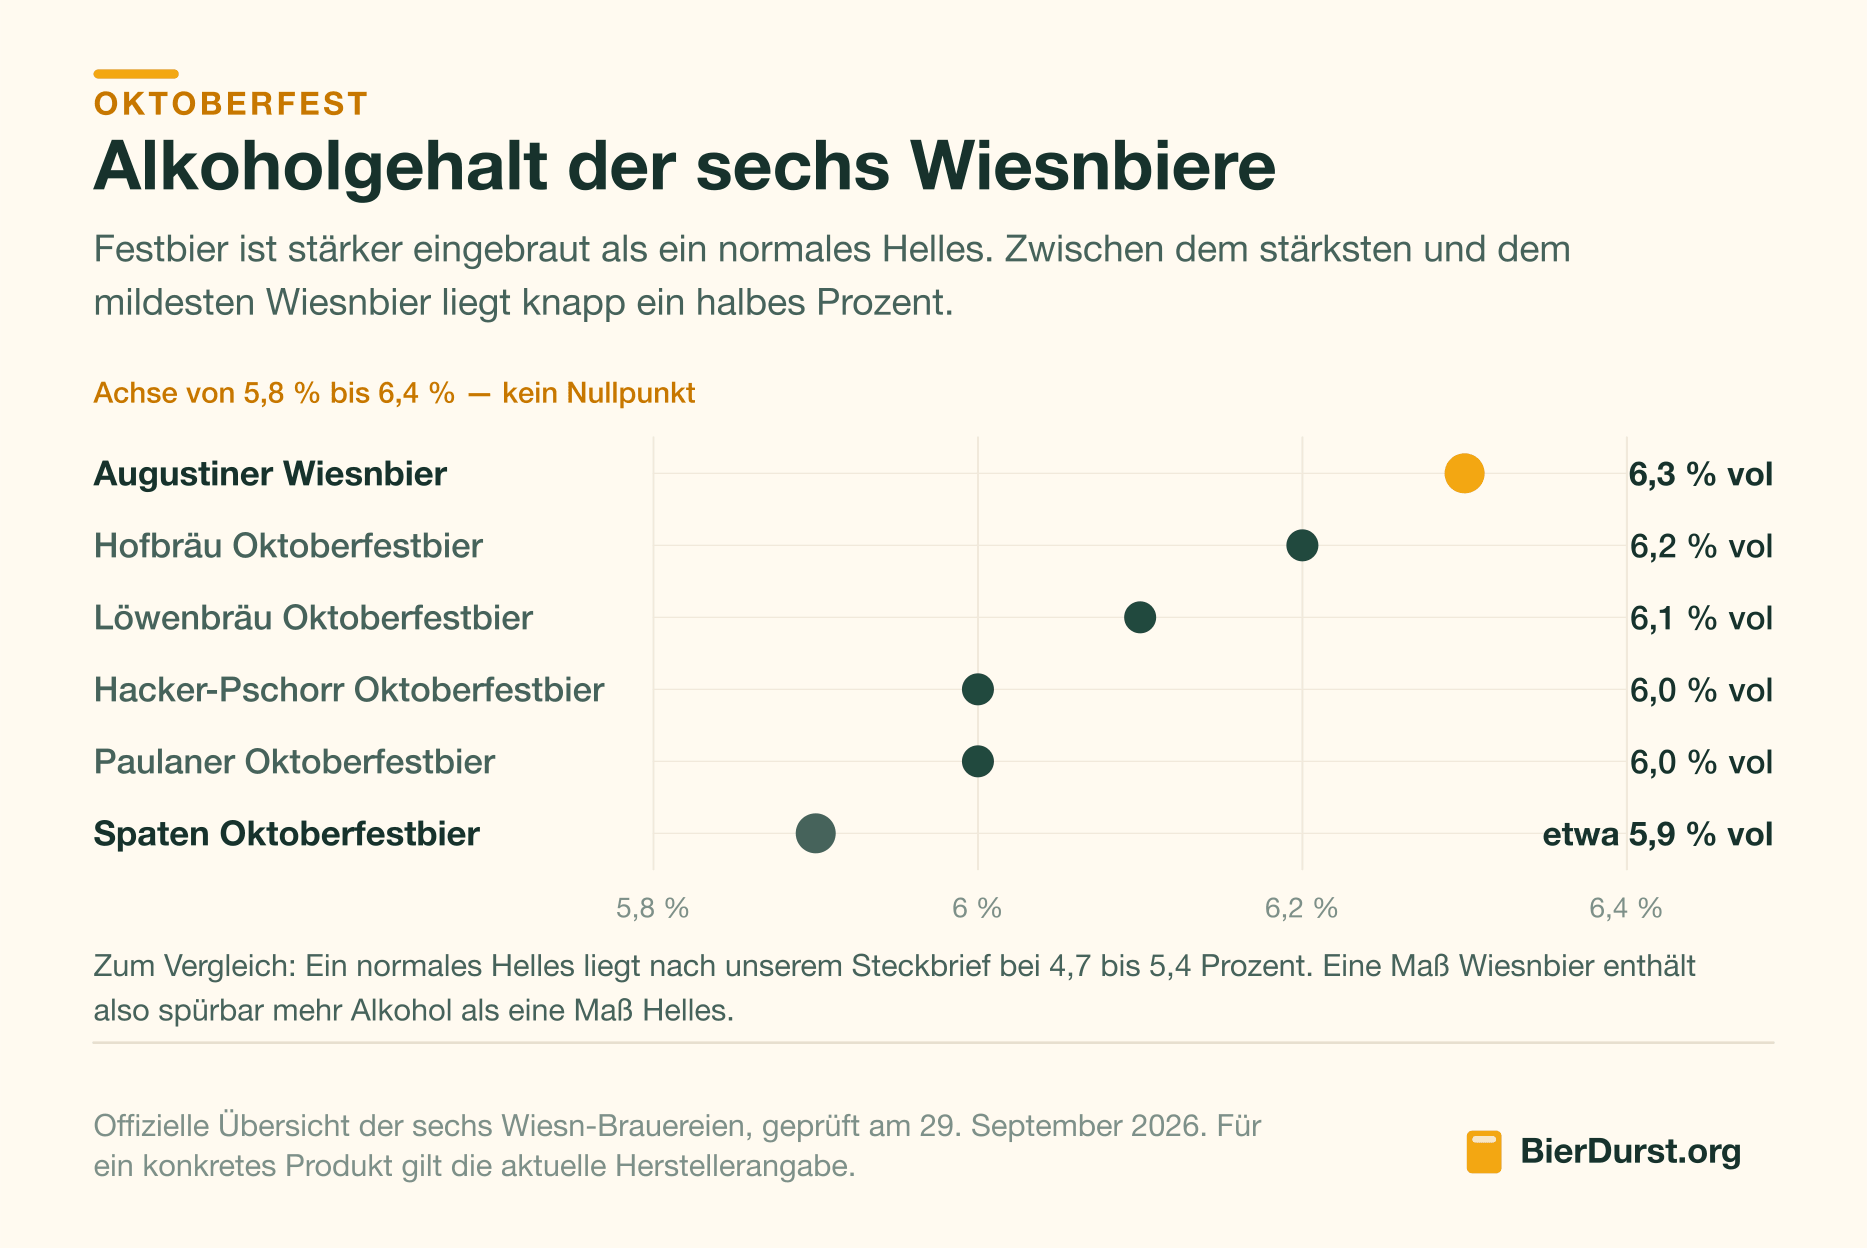 OKTOBERFEST
Alkoholgehalt der sechs Wiesnbiere
Festbier ist stärker eingebraut als ein normales Helles. Zwischen dem stärksten und dem
mildesten Wiesnbier liegt knapp ein halbes Prozent.
Achse von 5,8 % bis 6,4 % — kein Nullpunkt
Augustiner Wiesnbier 6,3 % vol
Hofbräu Oktoberfestbier 6,2 % vol
Löwenbräu Oktoberfestbier 6,1 % vol
Hacker-Pschorr Oktoberfestbier 6,0 % vol
Paulaner Oktoberfestbier 6,0 % vol
Spaten Oktoberfestbier etwa 5,9 % vol
5,8 % 6 % 6,2 % 6,4 %
Zum Vergleich: Ein normales Helles liegt nach unserem Steckbrief bei 4,7 bis 5,4 Prozent. Eine Maß Wiesnbier enthält
also spürbar mehr Alkohol als eine Maß Helles.
Offizielle Übersicht der sechs Wiesn-Brauereien, geprüft am 29. September 2026. Für
ein konkretes Produkt gilt die aktuelle Herstellerangabe.
BierDurst.org